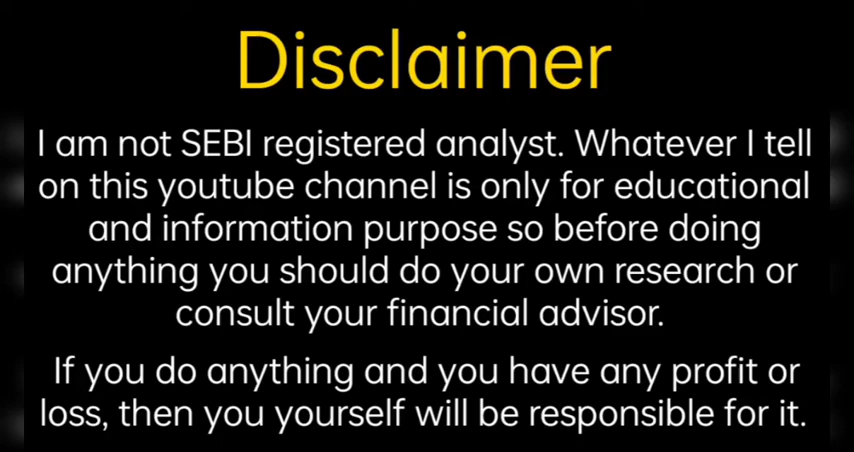 Disclaimer
I am not SEBI registered analyst. Whatever I tell
on this youtube channel is only for educational
and information purpose so before doing
anything you should do your own research or
consult your financial advisor.
If you do anything and you have any profit or
loss, then you yourself will be responsible for it.